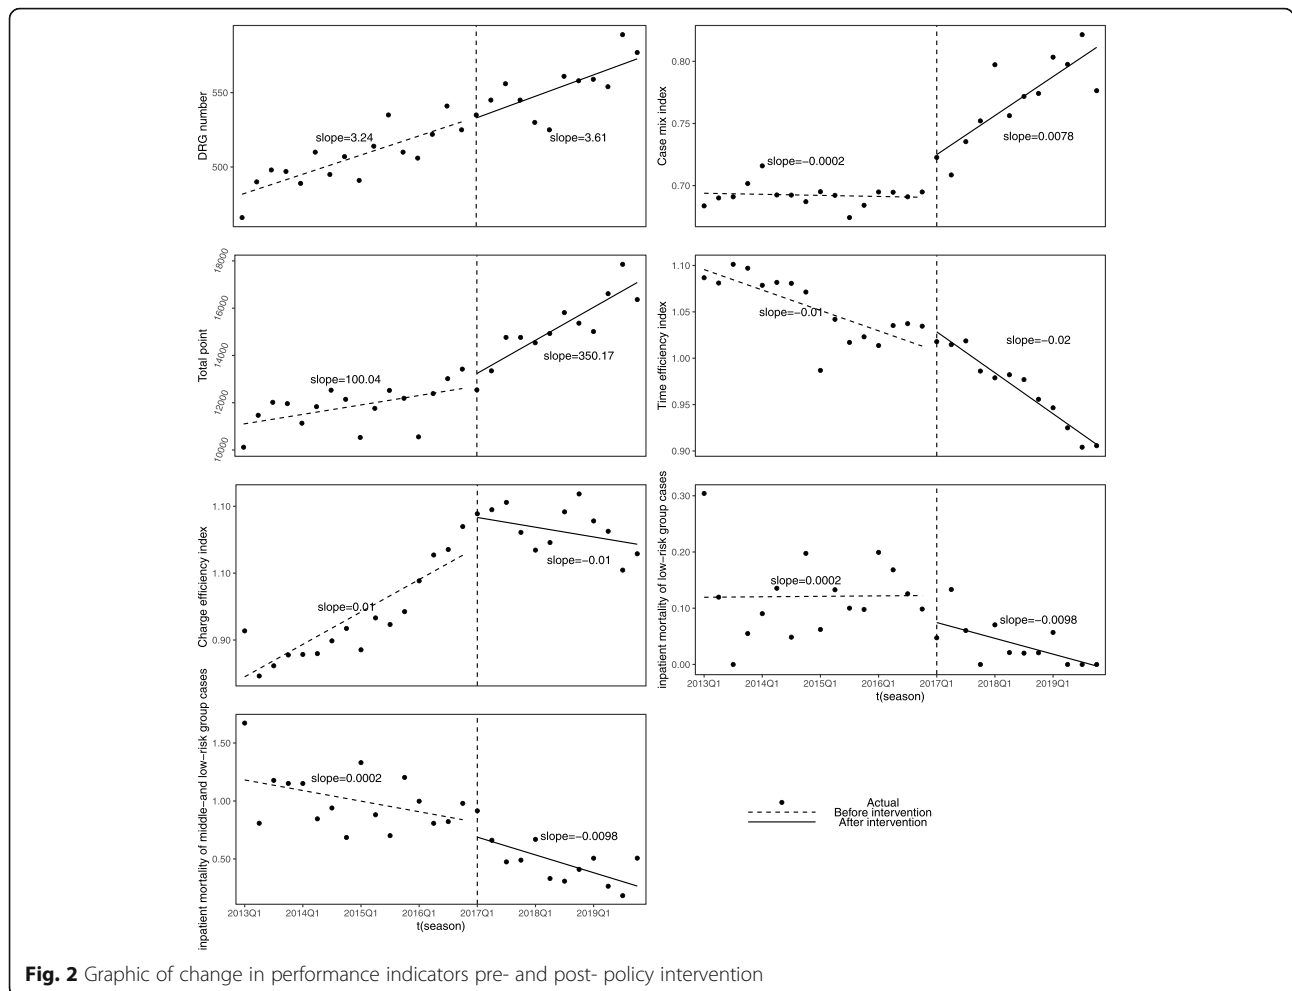 DRG number
550
500
slope=3.24
slope=3.61
Case mix index
0.80
0.75
0.70
slope=−0.0002
slope=0.0078
Total point
18000
16000
14000
12000
10000
slope=100.04
slope=350.17
Time efficiency index
1.10
1.05
1.00
0.95
0.90
slope=−0.01
slope=−0.02
Charge efficiency index
1.10
1.10
0.90
slope=0.01
slope=−0.01
inpatient mortality of low−risk group cases
0.30
0.20
0.10
0.00
slope=0.0002
slope=−0.0098
2013Q1 2014Q1 2015Q1 2016Q1 2017Q1 2018Q1 2019Q1
t(season)
inpatient mortality of middle−and low−risk group cases
1.50
1.00
0.50
slope=0.0002
slope=−0.0098
2013Q1 2014Q1 2015Q1 2016Q1 2017Q1 2018Q1 2019Q1
t(season)
Actual
Before intervention
After intervention
Fig. 2 Graphic of change in performance indicators pre- and post- policy intervention